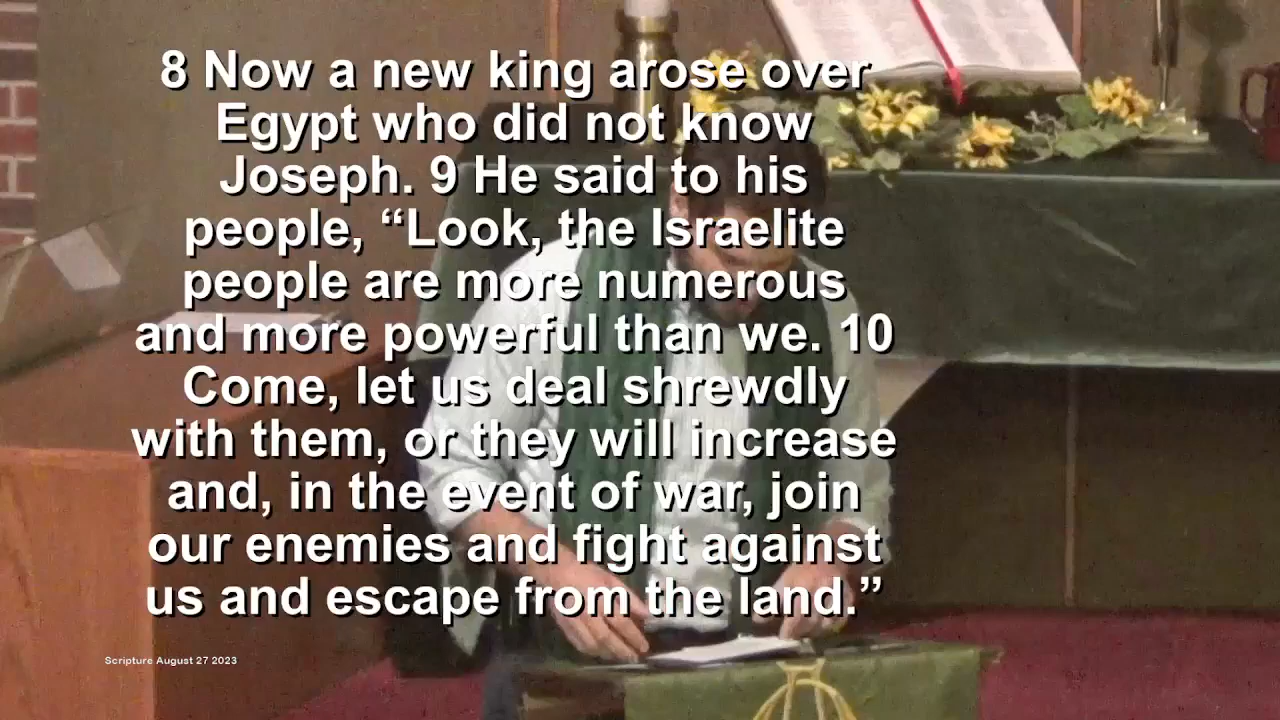 8 Now a new king arose over
Egypt who did not know
Joseph. 9 He said to his
people, “Look, the Israelite
people are more numerous
and more powerful than we. 10
Come, let us deal shrewdly
with them, or they will increase
and, in the event of war, join
our enemies and fight against
us and escape from the land.”
Scripture August 27 2023